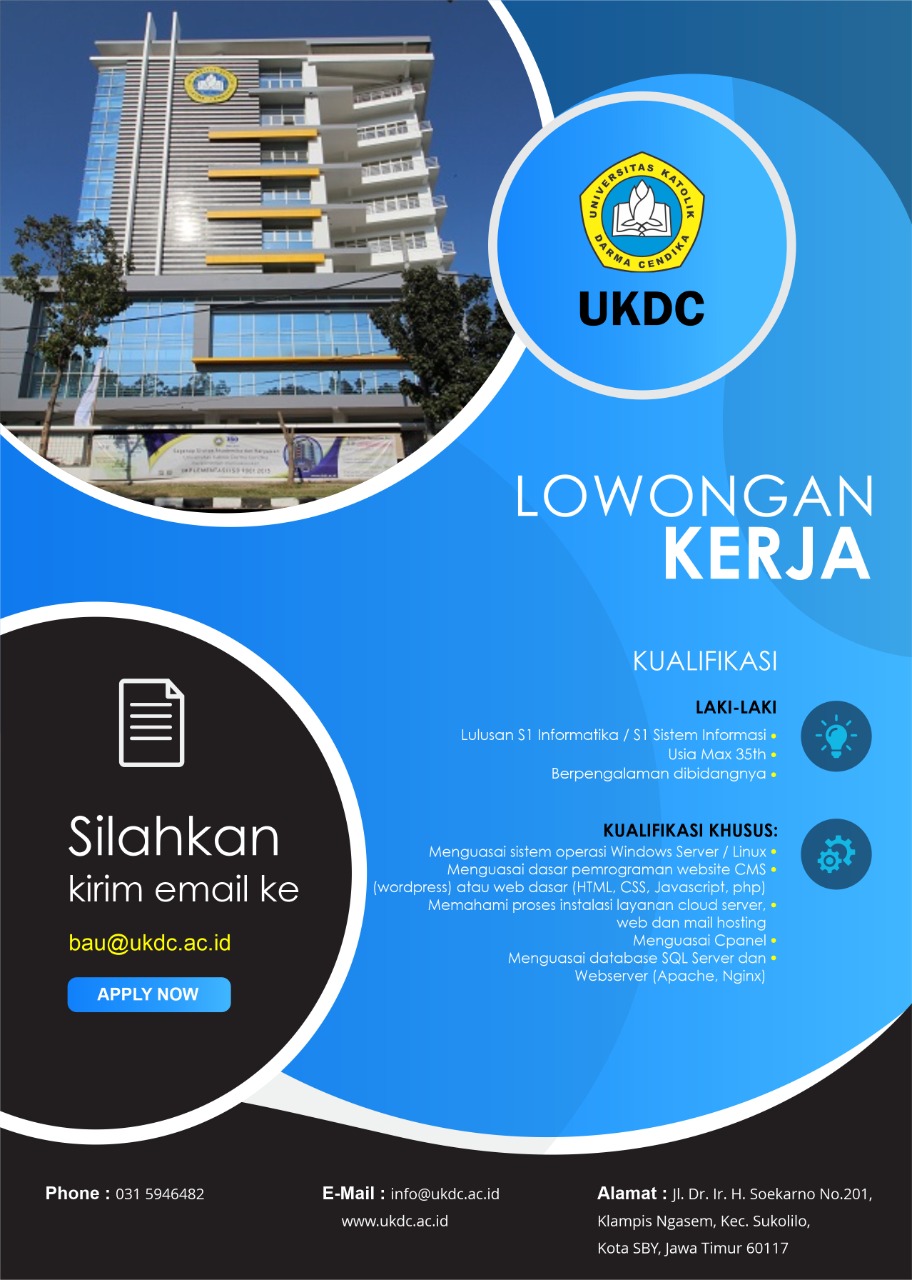 UNIVERSITAS KATOLIK
DARMA CENDIKA
UKDC
IMPLEMENTASI ISO 9001:2015
LOWONGAN
KERJA
KUALIFIKASI
LAKI-LAKI
Lulusan S1 Informatika / S1 Sistem Informasi •
Usia Max 35th •
Berpengalaman dibidangnya •
KUALIFIKASI KHUSUS:
Menguasai sistem operasi Windows Server / Linux •
Menguasai dasar pemrograman website CMS •
(wordpress) atau web dasar (HTML, CSS, Javascript, php)
Memahami proses instalasi layanan cloud server, •
web dan mail hosting
Menguasai Cpanel •
Menguasai database SQL Server dan •
Webserver (Apache, Nginx)
Silahkan
kirim email ke
bau@ukdc.ac.id
APPLY NOW
Phone : 031 5946482
E-Mail : info@ukdc.ac.id
www.ukdc.ac.id
Alamat : Jl. Dr. Ir. H. Soekarno No.201,
Klampis Ngasem, Kec. Sukolilo,
Kota SBY, Jawa Timur 60117